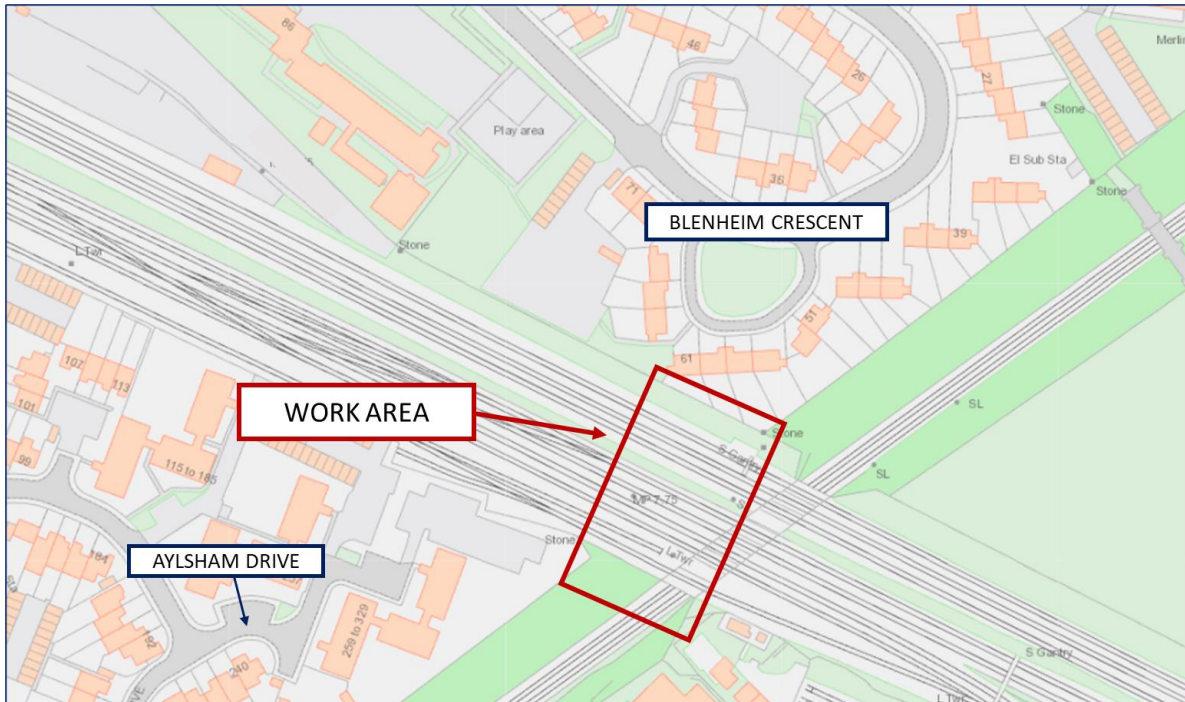 86
46
26
27
Merlin
Play area
Stone
El Sub Sta
Stone
71
36
BLENHEIM CRESCENT
39
Stone
L Twr
51
61
107
113
101
WORK AREA
SL
Stone
S Gantry
99
115 to 185
SL
MP 7.75
Stone
L Twr
184
AYLSHAM DRIVE
Sta
259 to 329
192
240
S Gantry
L Twr